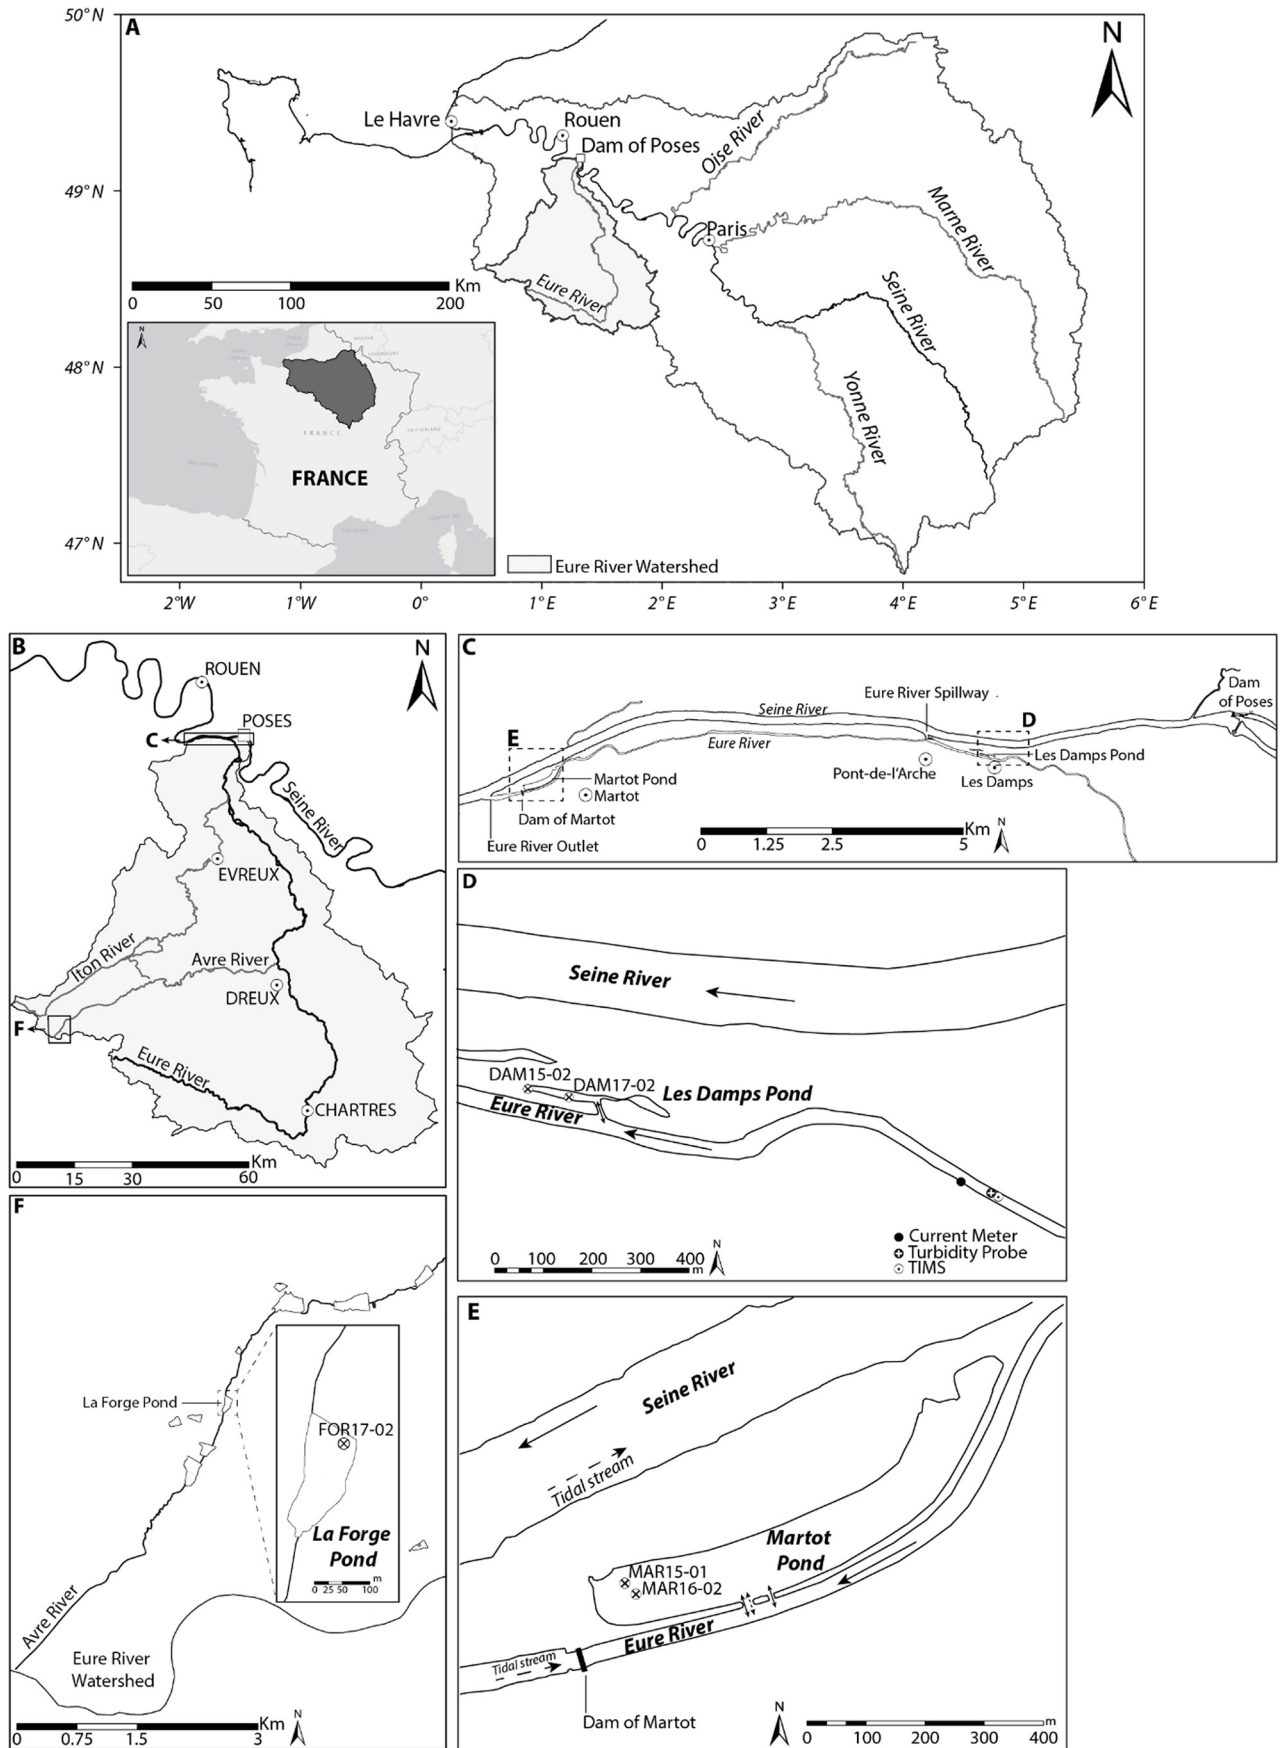 50° N
A
N
Le Havre
Rouen
Dam of Poses
Oise River
49° N
Marne River
Paris
Eure River
Km
0 50 100 200
Seine River
N
48° N
Yonne River
FRANCE
SWITZERLAND
FRANCE
47° N
Eure River Watershed
2°W 1°W 0° 1°E 2°E 3°E 4°E 5°E 6°E
B
N
ROUEN
POSES
C
Seine River
EVREUX
Iton River
Avre River
DREUX
F
Eure River
CHARTRES
Km
0 15 30 60
C
Dam
of Poses
Eure River Spillway
Seine River
D
E
Eure River
Les Damps Pond
Martot Pond
Pont-de-l'Arche
Les Damps
Martot
Dam of Martot
Km
N
0 1.25 2.5 5
Eure River Outlet
D
Seine River
DAM15-02
DAM17-02
Les Damps Pond
Eure River
Current Meter
Turbidity Probe
TIMS
N
0 100 200 300 400
m
F
La Forge Pond
FOR17-02
La Forge
Pond
m
0 25 50 100
Avre River
Eure River
Watershed
Km
N
0 0.75 1.5 3
E
Seine River
Tidal stream
Martot
Pond
MAR15-01
MAR16-02
Eure River
Tidal stream
Dam of Martot
N
m
0 100 200 300 400